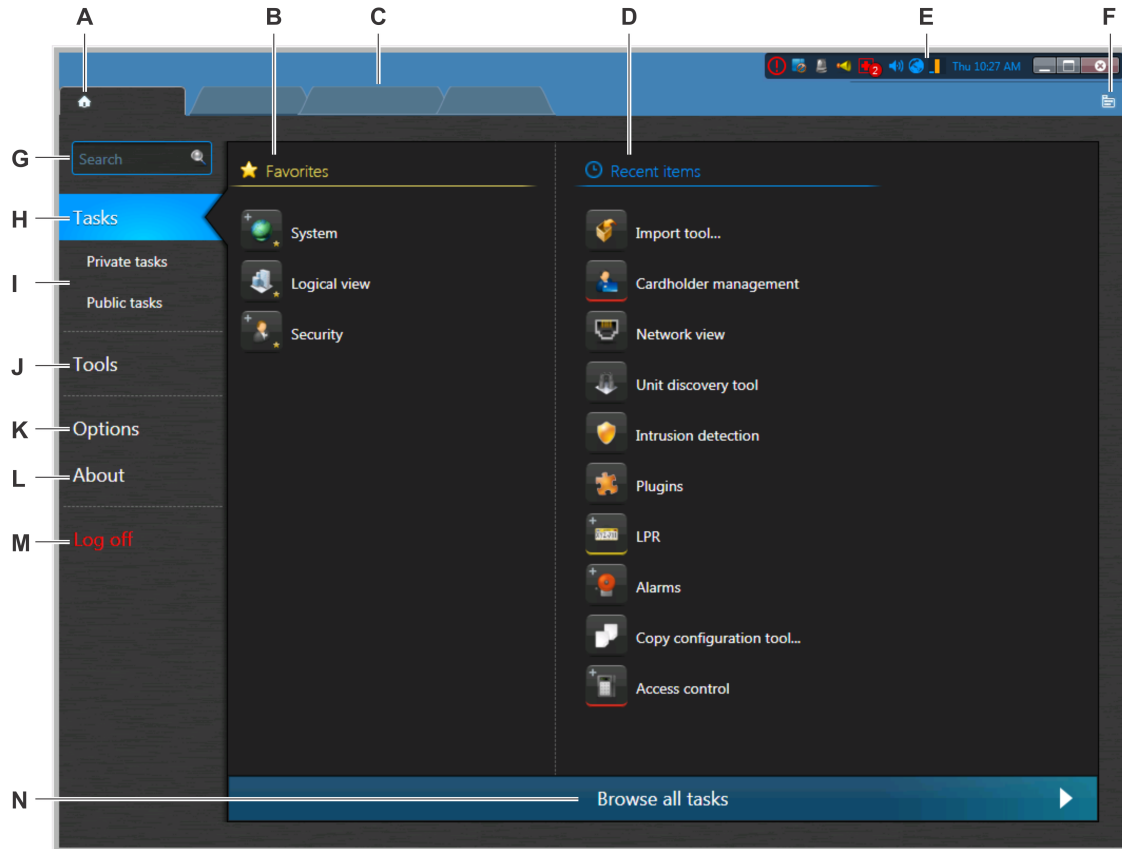 A B C D E F
2 Thu 10:27 AM
G Search
Favorites
Recent items
H Tasks
System
Import tool...
I Private tasks
Public tasks
Logical view
Cardholder management
Security
Network view
J Tools
Unit discovery tool
K Options
Intrusion detection
L About
Plugins
M Log off
LPR
Alarms
Copy configuration tool...
Access control
N Browse all tasks